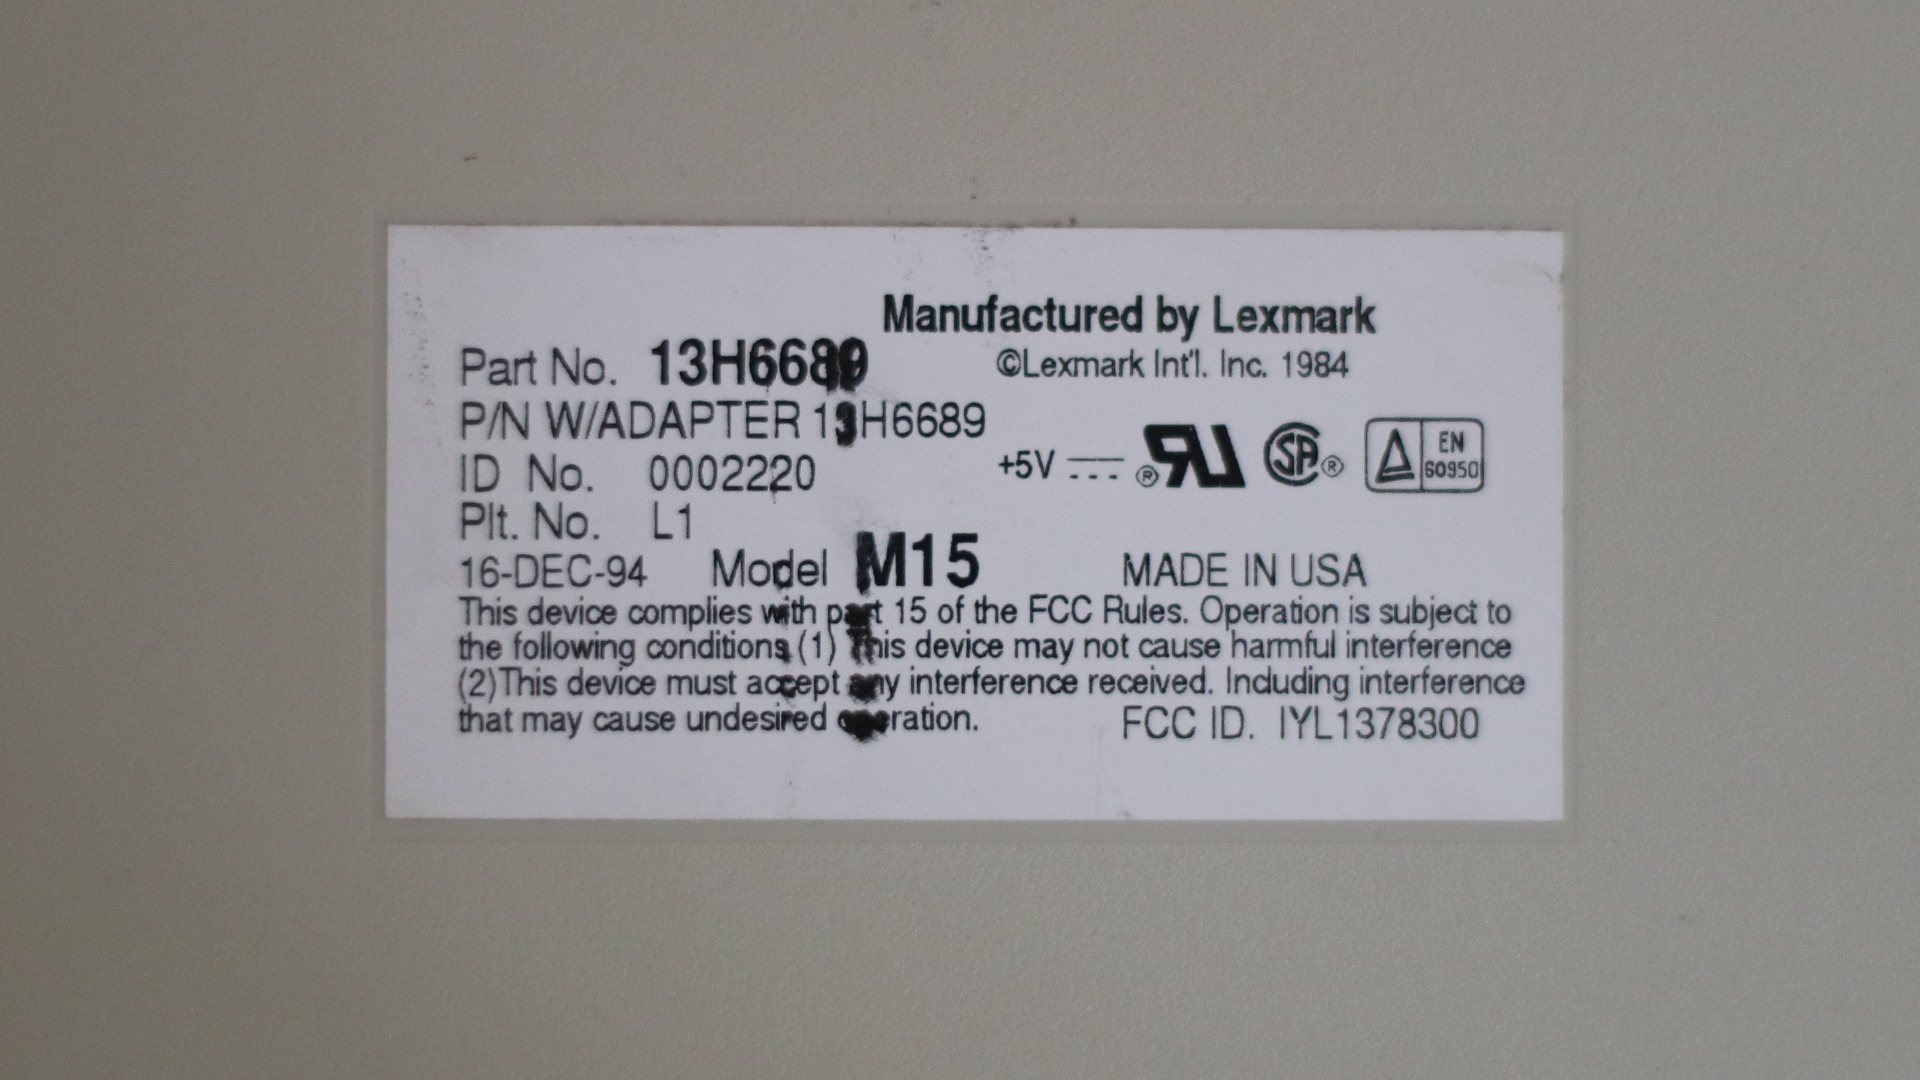 Manufactured by Lexmark
Part No. 13H6689
©Lexmark Int'l. Inc. 1984
P/N W/ADAPTER 13H6689
ID No. 0002220
+5V
® UR SA ® EN 60950
Plt. No. L1
16-DEC-94 Model M15 MADE IN USA
This device complies with part 15 of the FCC Rules. Operation is subject to
the following conditions (1) This device may not cause harmful interference
(2)This device must accept any interference received. Including interference
that may cause undesired operation. FCC ID. IYL1378300